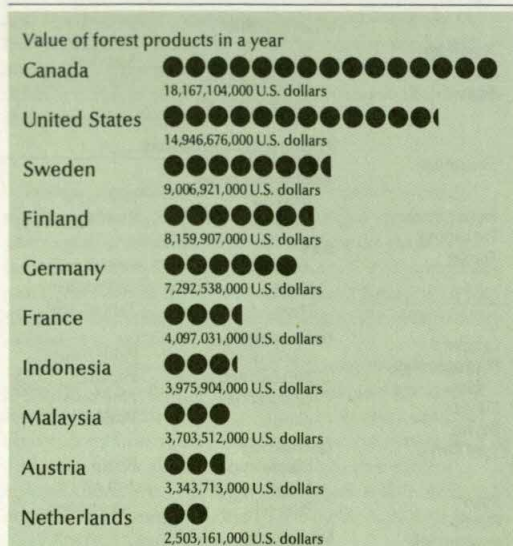 Value of forest products in a year
Canada
18,167,104,000 U.S. dollars
United States
14,946,676,000 U.S. dollars
Sweden
9,006,921,000 U.S. dollars
Finland
8,159,907,000 U.S. dollars
Germany
7,292,538,000 U.S. dollars
France
4,097,031,000 U.S. dollars
Indonesia
3,975,904,000 U.S. dollars
Malaysia
3,703,512,000 U.S. dollars
Austria
3,343,713,000 U.S. dollars
Netherlands
2,503,161,000 U.S. dollars